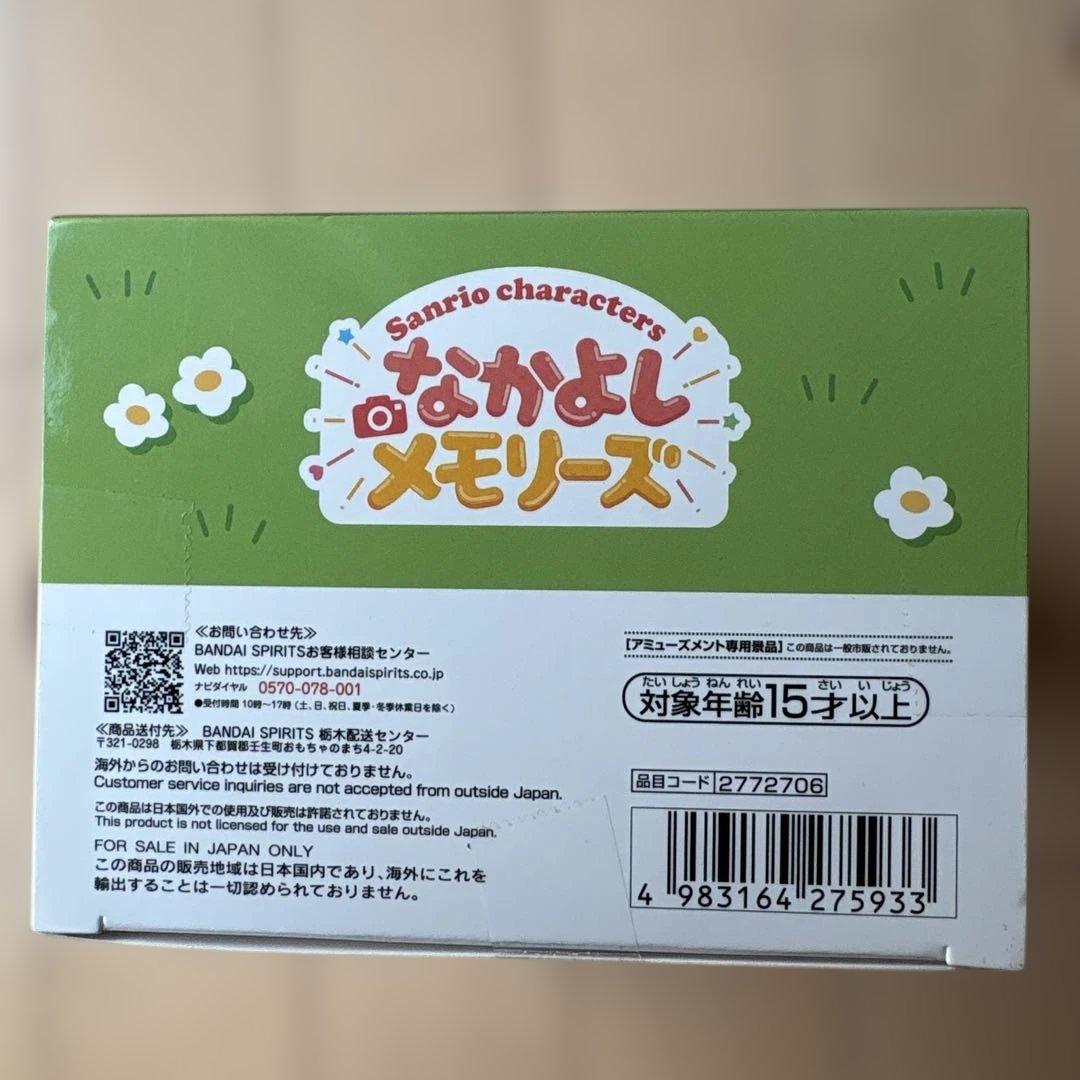 Sanrio characters
なかよし
メモリーズ
≪お問い合わせ先≫
BANDAI SPIRITSお客様相談センター
Web https://support.bandaispirits.co.jp
ナビダイヤル 0570-078-001
●受付時間 10時～17時(土、日、祝日、夏季・冬季休業日を除く)
≪商品送付先≫ BANDAI SPIRITS 栃木配送センター
〒321-0298 栃木県下都賀郡壬生町おもちゃのまち4-2-20
海外からのお問い合わせは受け付けておりません。
Customer service inquiries are not accepted from outside Japan.
この商品は日本国外での使用及び販売は許諾されておりません。
This product is not licensed for the use and sale outside Japan.
FOR SALE IN JAPAN ONLY
この商品の販売地域は日本国内であり、海外にこれを
輸出することは一切認められておりません。
[アミューズメント専用景品] この商品は一般市販されておりません。
たいしょうねんれい さいいじょう
対象年齢15才以上
品目コード 2772706
4 983164 275933